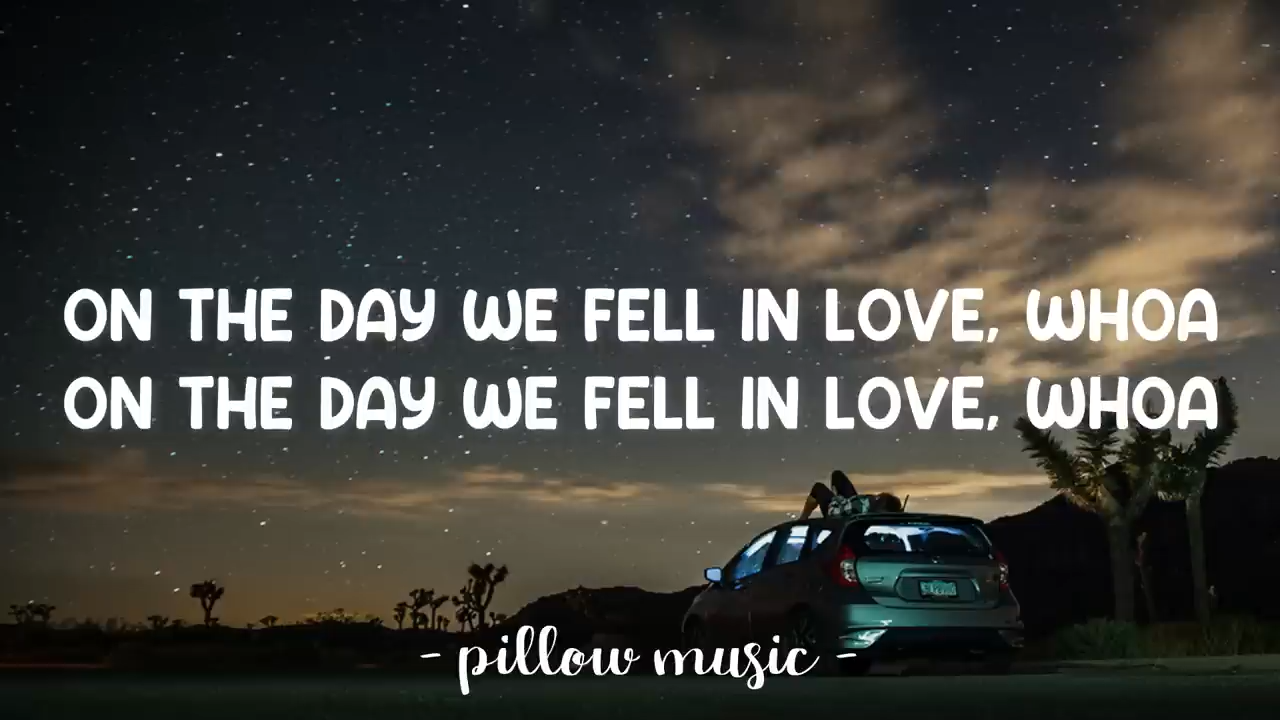 ON THE DAY WE FELL IN LOVE, WHOA
ON THE DAY WE FELL IN LOVE, WHOA
- pillow music -